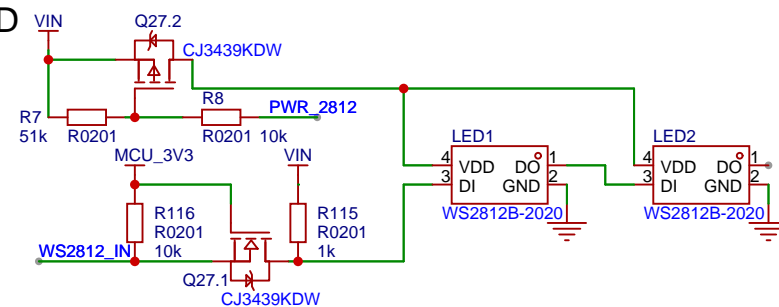 D
VIN
Q27.2
CJ3439KDW
R7
51k
R0201
R8
R0201
10k
PWR_2812
MCU_3V3
VIN
R116
R0201
10k
R115
R0201
1k
WS2812_IN
Q27.1
CJ3439KDW
LED1
4 VDD DO 1
3 DI GND 2
WS2812B-2020
LED2
4 VDD DO 1
3 DI GND 2
WS2812B-2020